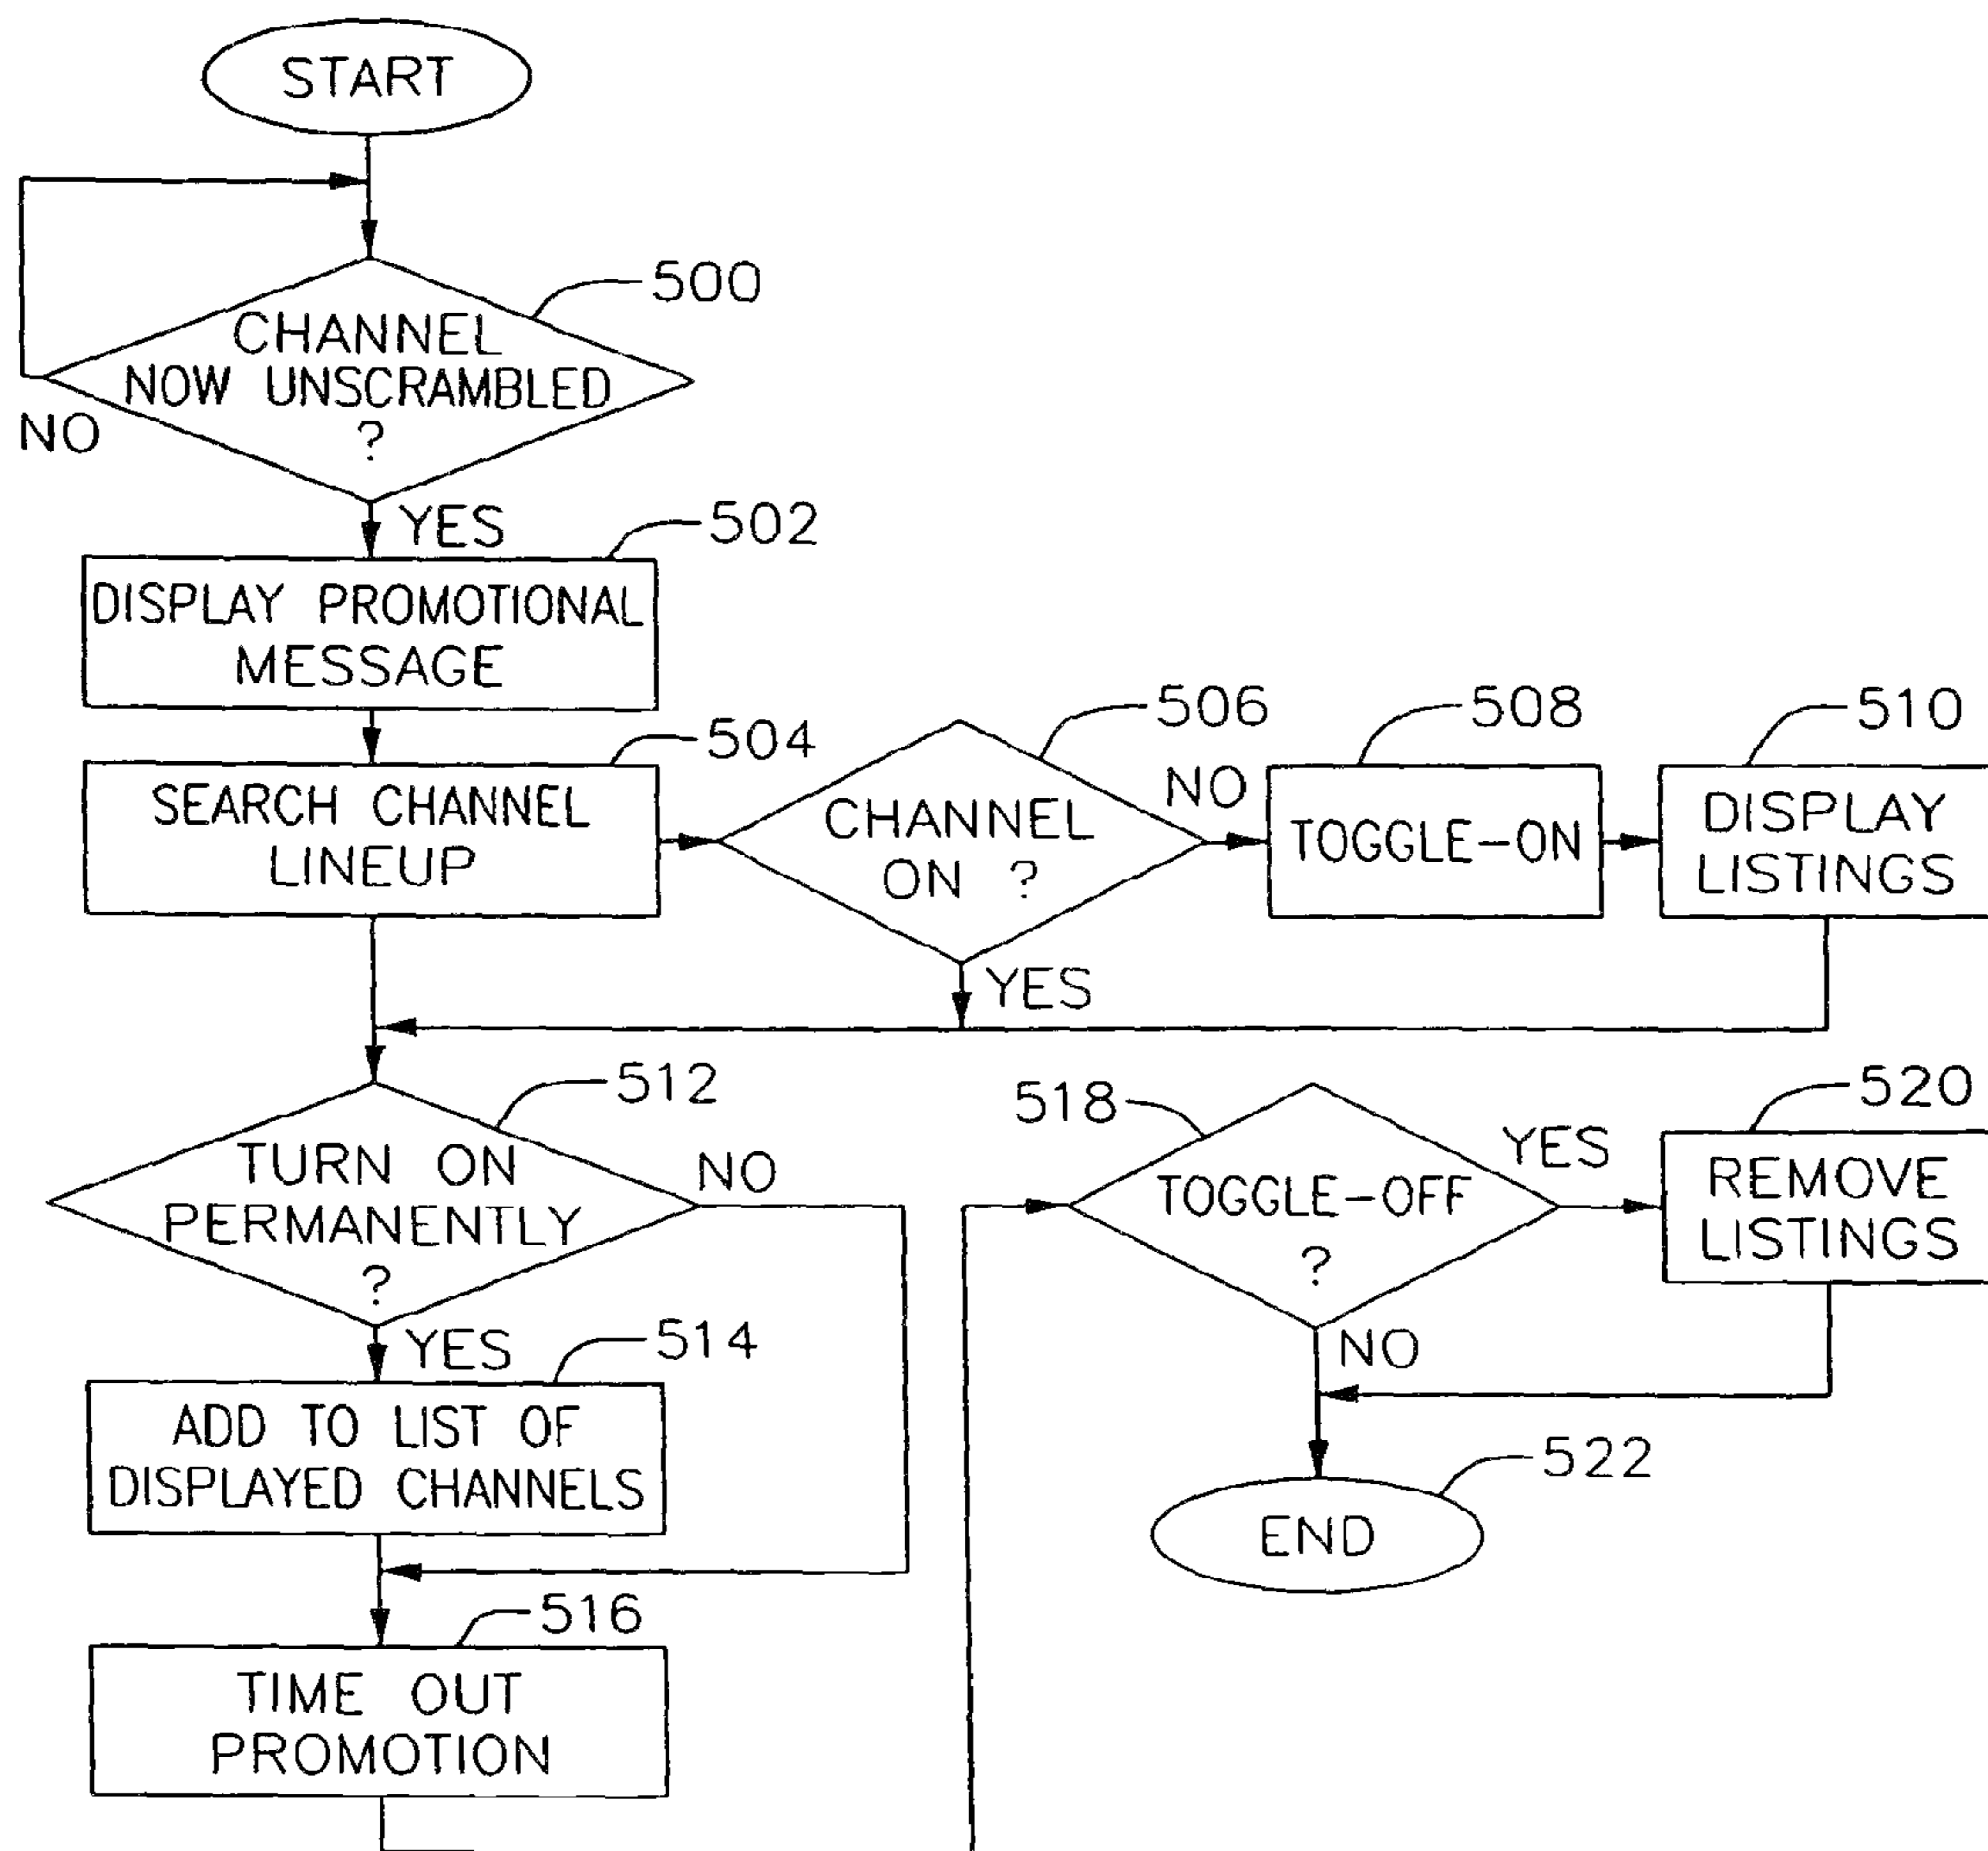 START
500
CHANNEL
NOW UNSCRAMBLED
?
NO
YES
502
DISPLAY PROMOTIONAL
MESSAGE
504
SEARCH CHANNEL
LINEUP
506
CHANNEL
ON ?
NO
YES
508
TOGGLE-ON
510
DISPLAY
LISTINGS
512
TURN ON
PERMANENTLY
?
NO
YES
514
ADD TO LIST OF
DISPLAYED CHANNELS
516
TIME OUT
PROMOTION
518
TOGGLE-OFF
?
YES
NO
520
REMOVE
LISTINGS
522
END